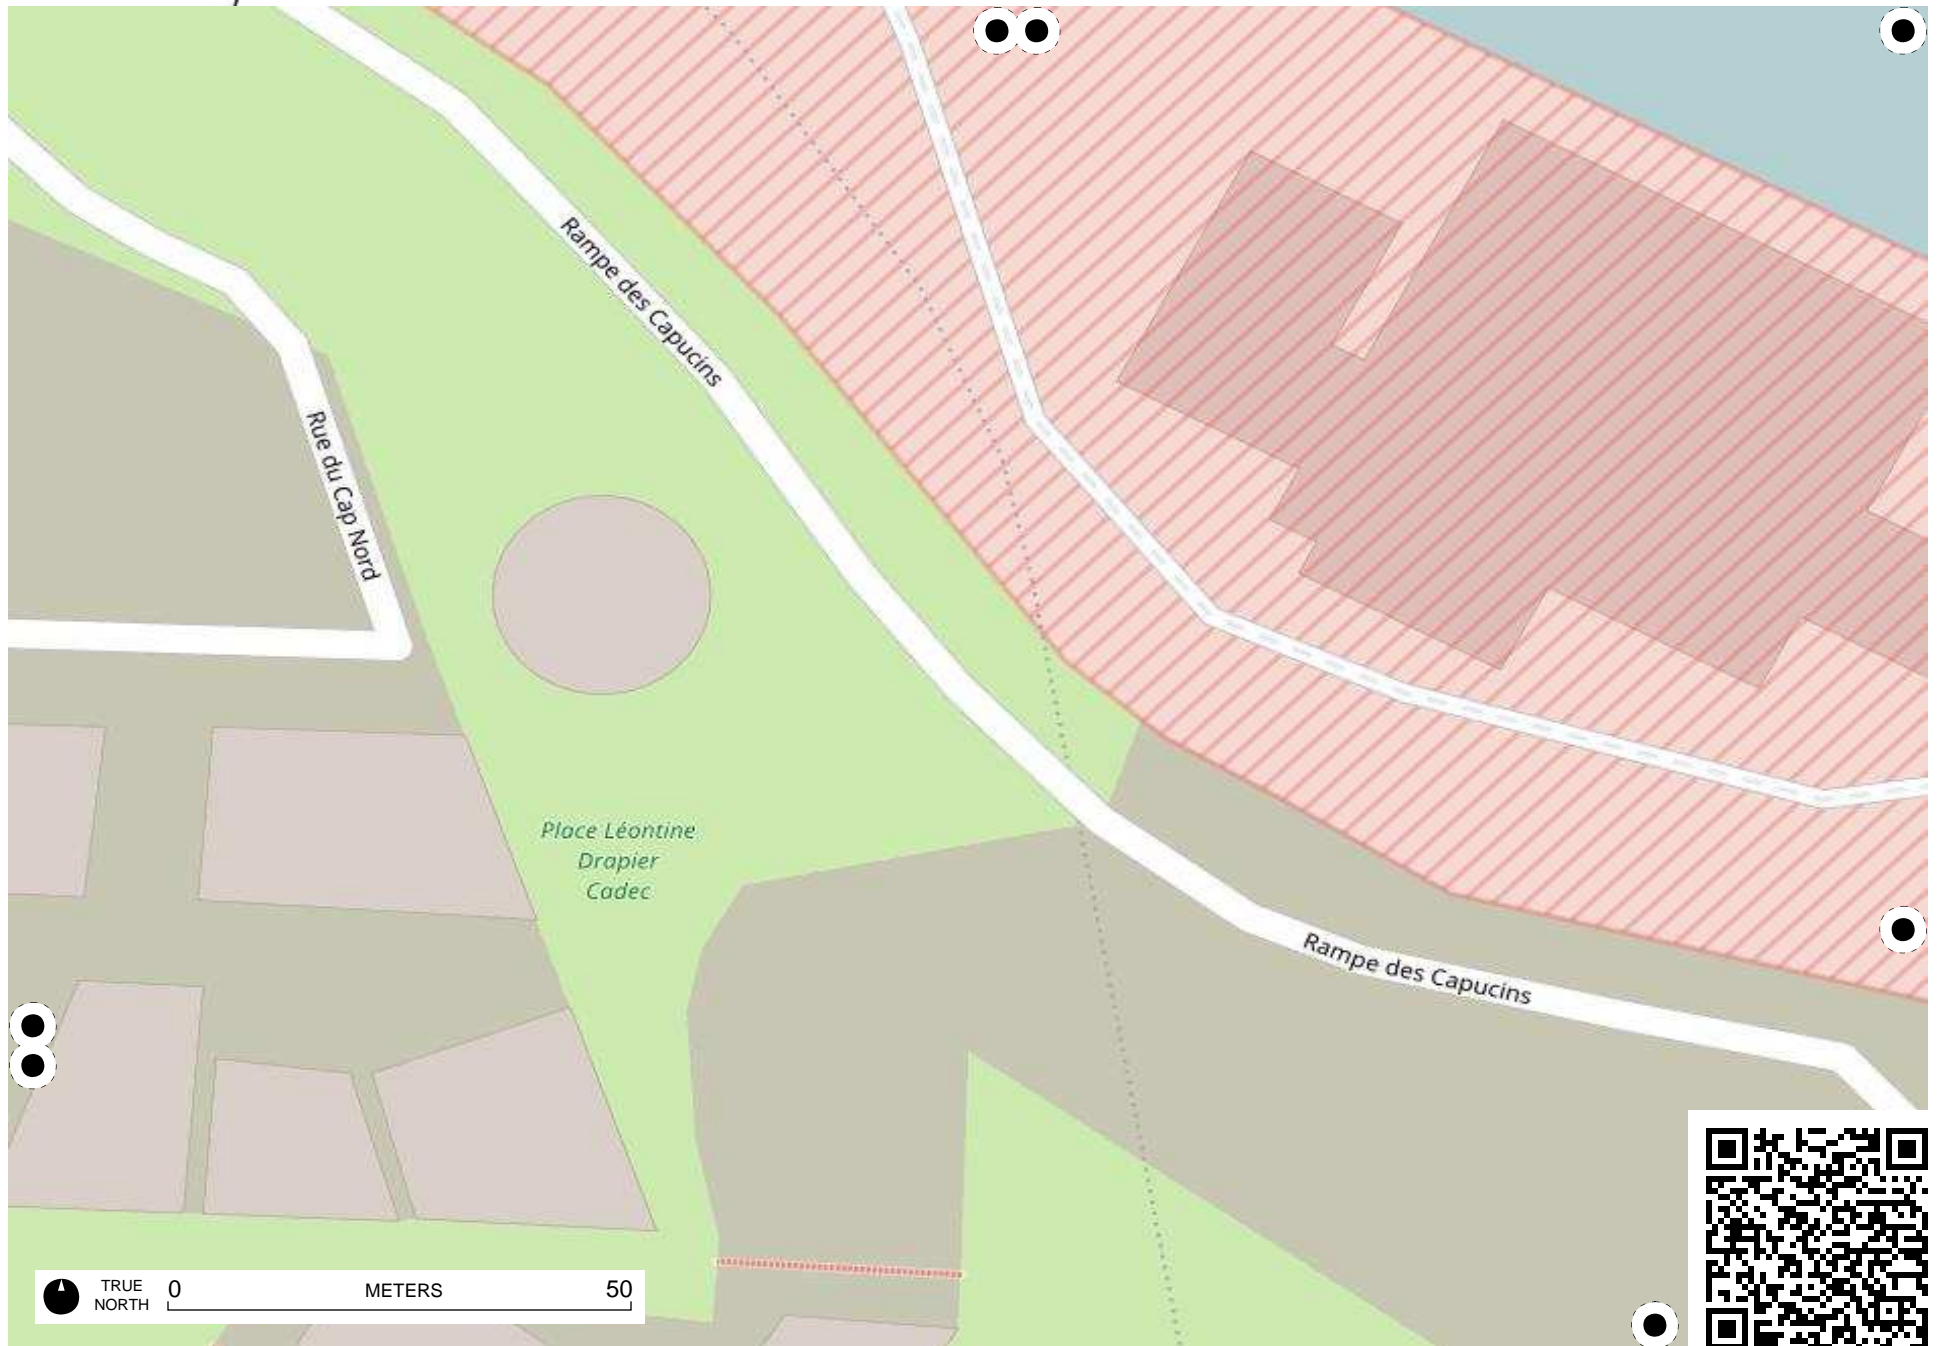 Rampe des Capucins
Rue du Cap Nord
Place Léontine
Drapier
Cadec
Rampe des Capucins
TRUE
NORTH
0
METERS
50